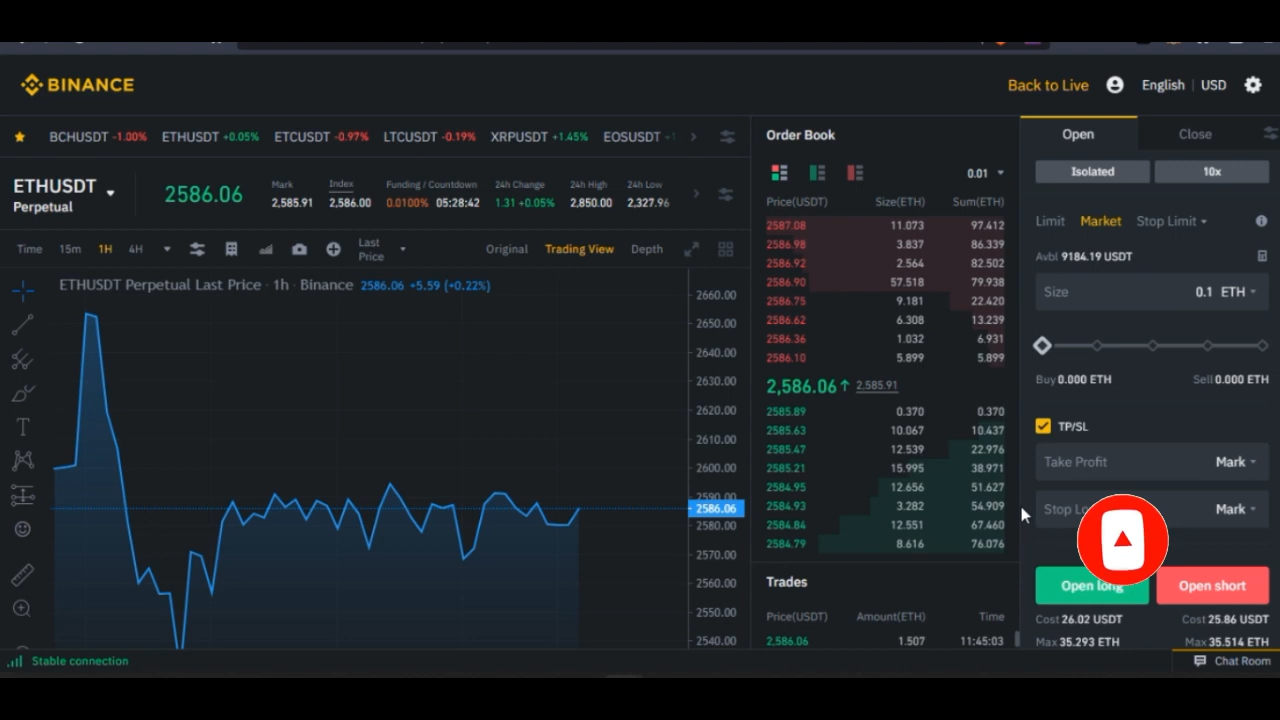 BINANCE
Back to Live English | USD
BCHUSDT -1.00% ETHUSDT +0.05% ETCUSDT -0.97% LTCUSDT -0.19% XRPUSDT +1.45% EOSUSDT
ETHUSDT
Perpetual
2586.06
Mark Index Funding / Countdown 24h Change 24h High 24h Low
2,585.91 2,586.00 0.0100% 05:28:42 1.31 +0.05% 2,850.00 2,327.96
Time 15m 1H 4H Last Price Original Trading View Depth
ETHUSDT Perpetual Last Price · 1h · Binance 2586.06 +5.59 (+0.22%)
2660.00
2650.00
2640.00
2630.00
2620.00
2610.00
2600.00
2590.00
2586.06
2580.00
2570.00
2560.00
2550.00
2540.00
Order Book
0.01
Price(USDT) Size(ETH) Sum(ETH)
2587.08 11.073 97.412
2586.98 3.837 86.339
2586.92 2.564 82.502
2586.90 57.518 79.938
2586.75 9.181 22.420
2586.62 6.308 13.239
2586.36 1.032 6.931
2586.10 5.899 5.899
2,586.06↑ 2,585.91
2585.89 0.370 0.370
2585.63 10.067 10.437
2585.47 12.539 22.976
2585.21 15.995 38.971
2584.95 12.656 51.627
2584.93 3.282 54.909
2584.84 12.551 67.460
2584.79 8.616 76.076
Trades
Price(USDT) Amount(ETH) Time
2,586.06 1.507 11:45:03
Open Close
Isolated 10x
Limit Market Stop Limit
Avbl 9184.19 USDT
Size 0.1 ETH
Buy 0.000 ETH Sell 0.000 ETH
TP/SL
Take Profit Mark
Stop Mark
Open long Open short
Cost 26.02 USDT Cost 25.86 USDT
Max 35.293 ETH Max 35.514 ETH
Stable connection
Chat Room